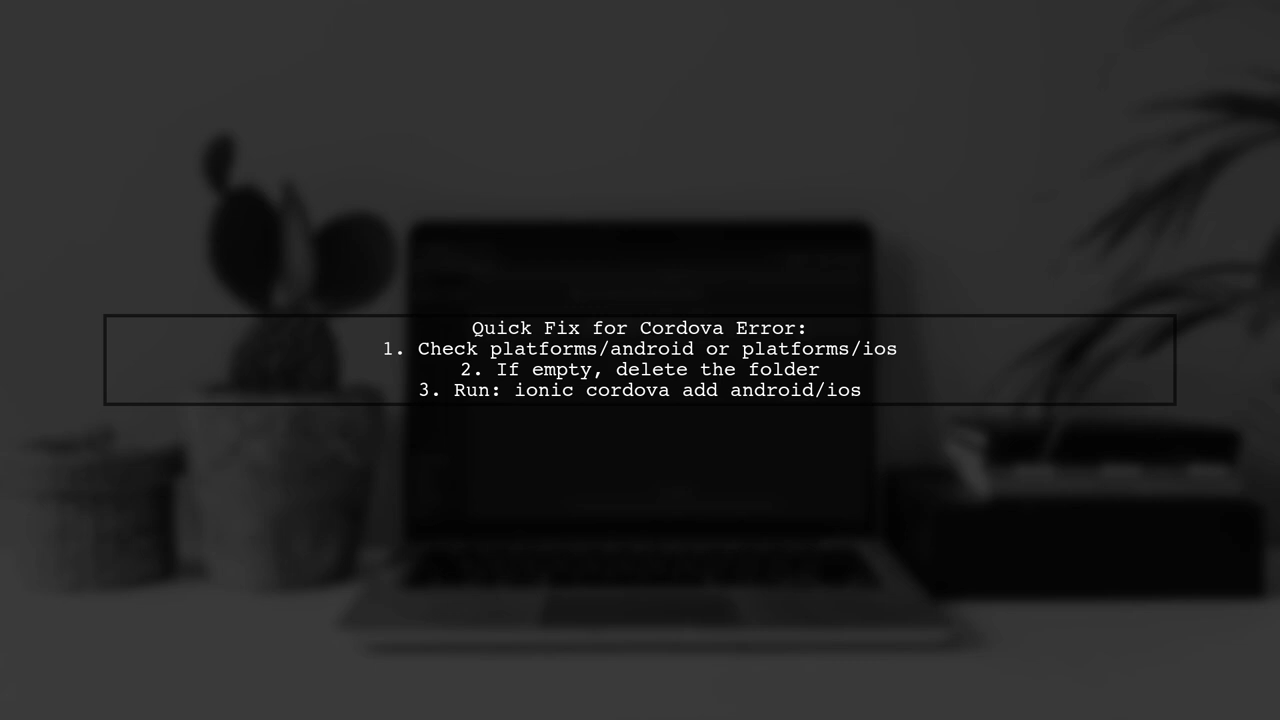 Quick Fix for Cordova Error:
1. Check platforms/android or platforms/ios
2. If empty, delete the folder
3. Run: ionic cordova add android/ios